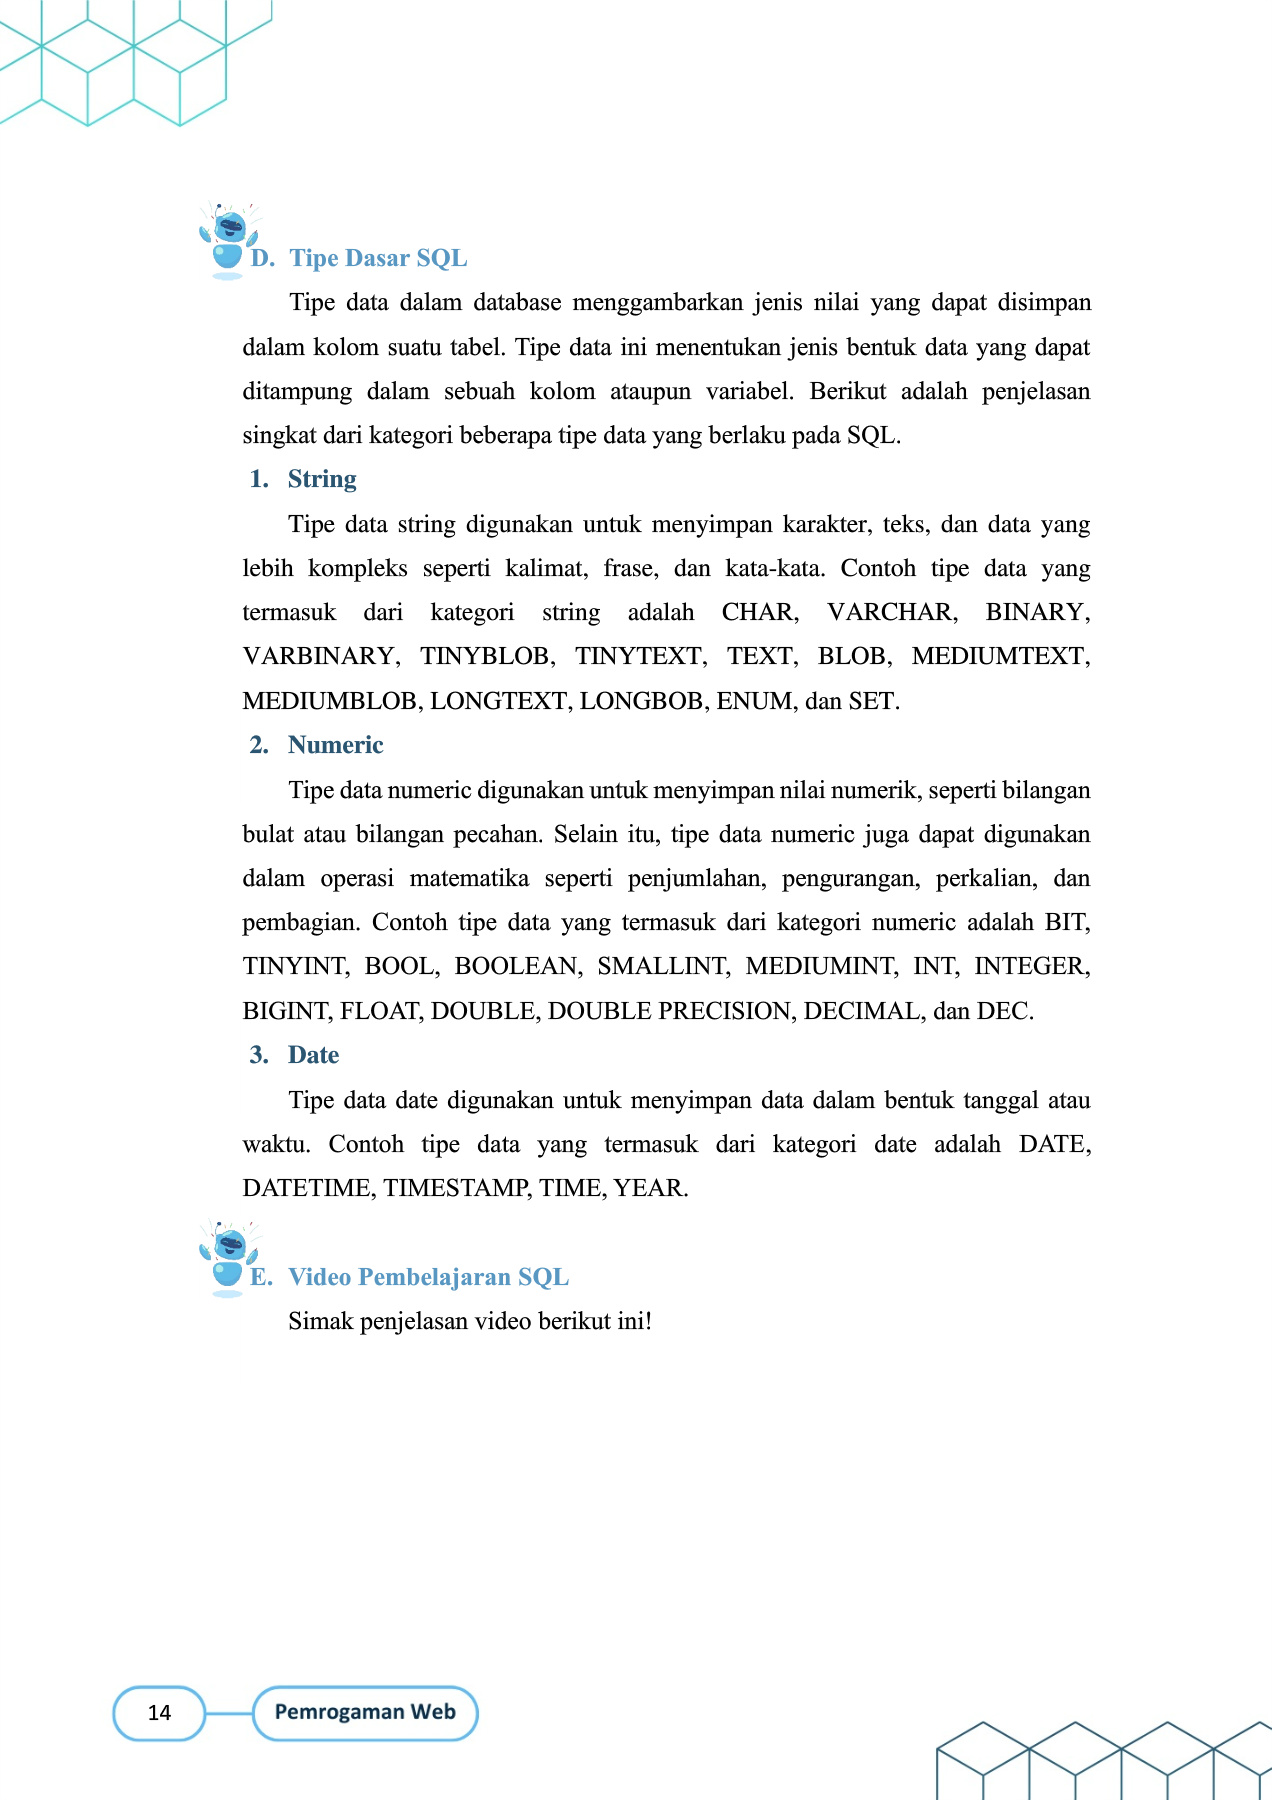 D. Tipe Dasar SQL
Tipe data dalam database menggambarkan jenis nilai yang dapat disimpan
dalam kolom suatu tabel. Tipe data ini menentukan jenis bentuk data yang dapat
ditampung dalam sebuah kolom ataupun variabel. Berikut adalah penjelasan
singkat dari kategori beberapa tipe data yang berlaku pada SQL.
1. String
Tipe data string digunakan untuk menyimpan karakter, teks, dan data yang
lebih kompleks seperti kalimat, frase, dan kata-kata. Contoh tipe data yang
termasuk dari kategori string adalah CHAR, VARCHAR, BINARY,
VARBINARY, TINYBLOB, TINYTEXT, TEXT, BLOB, MEDIUMTEXT,
MEDIUMBLOB, LONGTEXT, LONGBOB, ENUM, dan SET.
2. Numeric
Tipe data numeric digunakan untuk menyimpan nilai numerik, seperti bilangan
bulat atau bilangan pecahan. Selain itu, tipe data numeric juga dapat digunakan
dalam operasi matematika seperti penjumlahan, pengurangan, perkalian, dan
pembagian. Contoh tipe data yang termasuk dari kategori numeric adalah BIT,
TINYINT, BOOL, BOOLEAN, SMALLINT, MEDIUMINT, INT, INTEGER,
BIGINT, FLOAT, DOUBLE, DOUBLE PRECISION, DECIMAL, dan DEC.
3. Date
Tipe data date digunakan untuk menyimpan data dalam bentuk tanggal atau
waktu. Contoh tipe data yang termasuk dari kategori date adalah DATE,
DATETIME, TIMESTAMP, TIME, YEAR.
E. Video Pembelajaran SQL
Simak penjelasan video berikut ini!
14 Pemrogaman Web